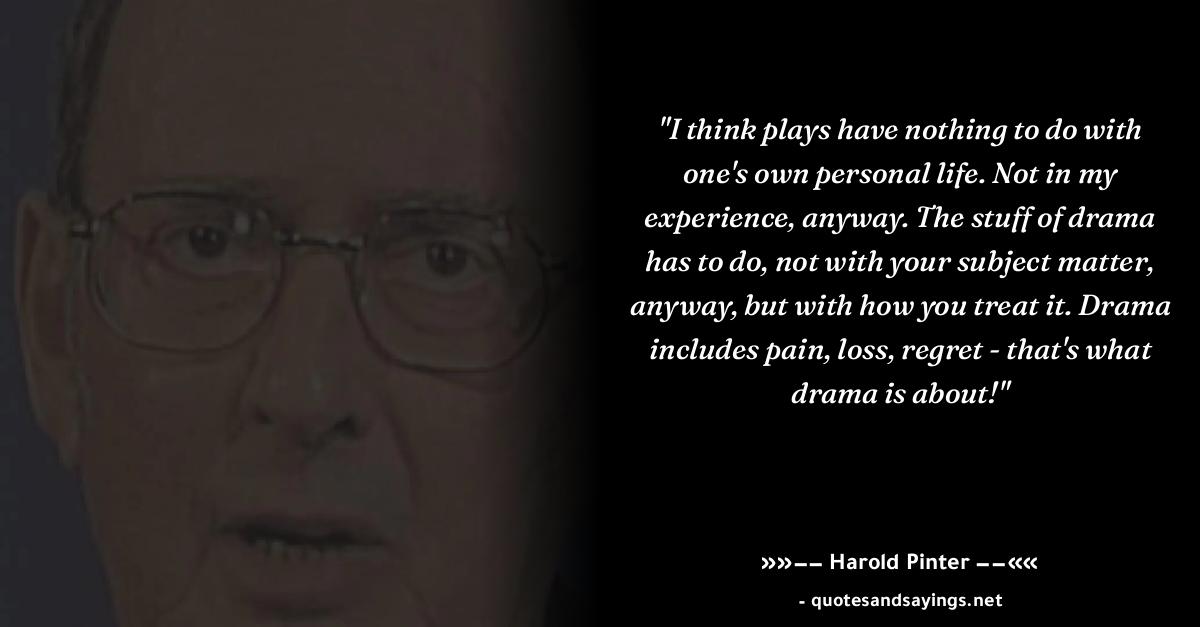 "I think plays have nothing to do with
one's own personal life. Not in my
experience, anyway. The stuff of drama
has to do, not with your subject matter,
anyway, but with how you treat it. Drama
includes pain, loss, regret - that's what
drama is about!"
»»–– Harold Pinter ––««
- quotesandsayings.net